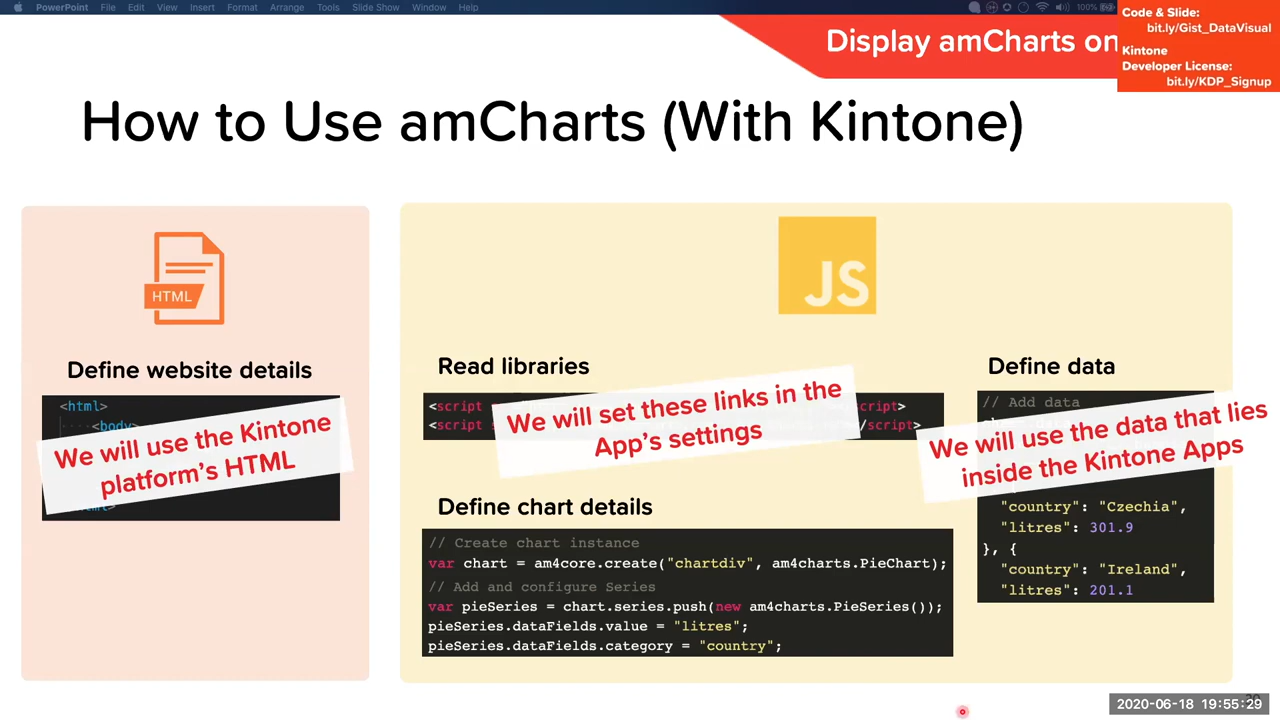 PowerPoint File Edit View Insert Format Arrange Tools Slide Show Window Help 100%
Display amCharts on
Code & Slide:
bit.ly/Gist_DataVisual
Kintone
Developer License:
bit.ly/KDP_Signup
How to Use amCharts (With Kintone)
HTML
Define website details
<html>
<body>
We will use the Kintone
platform's HTML
JS
Read libraries
<script
script>
<script
/script>
We will set these links in the
App's settings
Define chart details
// Create chart instance
var chart = am4core.create("chartdiv", am4charts.PieChart);
// Add and configure Series
var pieSeries = chart.series.push(new am4charts.PieSeries());
pieSeries.dataFields.value = "litres";
pieSeries.dataFields.category = "country";
Define data
// Add data
We will use the data that lies
inside the Kintone Apps
"country": "Czechia",
"litres": 301.9
}, {
"country": "Ireland",
"litres": 201.1
2020-06-18 19:55:29